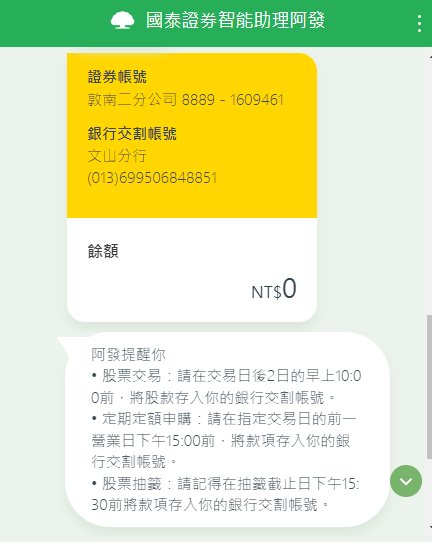 國泰證券智能助理阿發
證券帳號
敦南二分公司 8889 - 1609461
銀行交割帳號
文山分行
(013)699506848851
餘額
NT$0
阿發提醒你
• 股票交易：請在交易日後2日的早上10:0
0前，將股款存入你的銀行交割帳號。
• 定期定額申購：請在指定交易日的前一
營業日下午15:00前，將款項存入你的銀
行交割帳號。
• 股票抽籤：請記得在抽籤截止日下午15:
30前將款項存入你的銀行交割帳號。